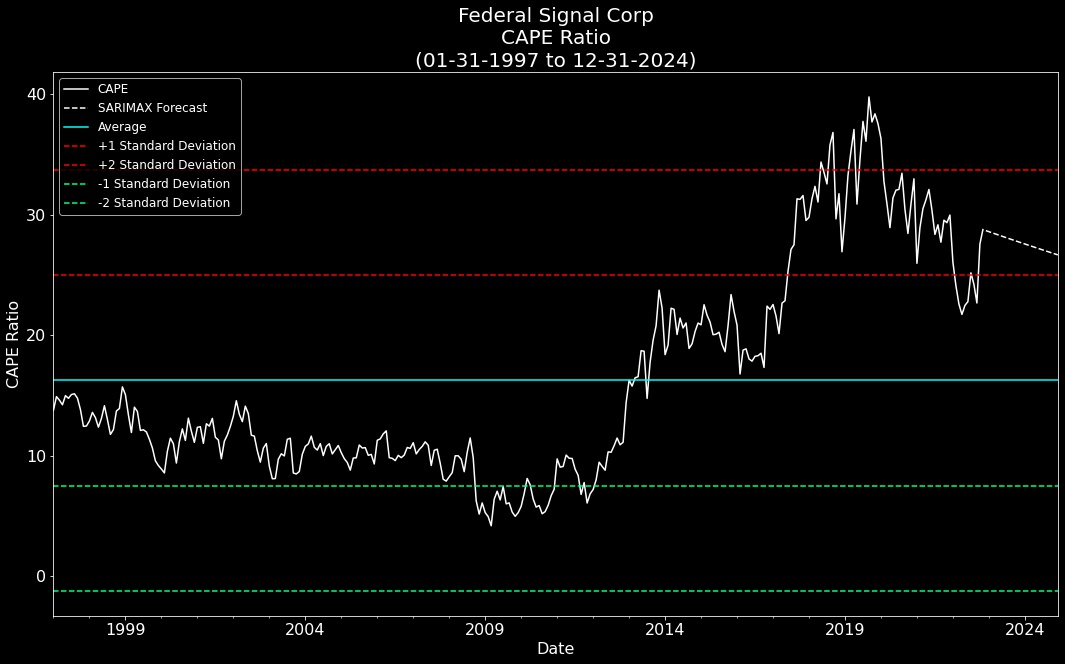 Federal Signal Corp
CAPE Ratio
(01-31-1997 to 12-31-2024)
CAPE
SARIMAX Forecast
Average
+1 Standard Deviation
+2 Standard Deviation
-1 Standard Deviation
-2 Standard Deviation
40
30
20
10
0
CAPE Ratio
1999 2004 2009 2014 2019 2024
Date